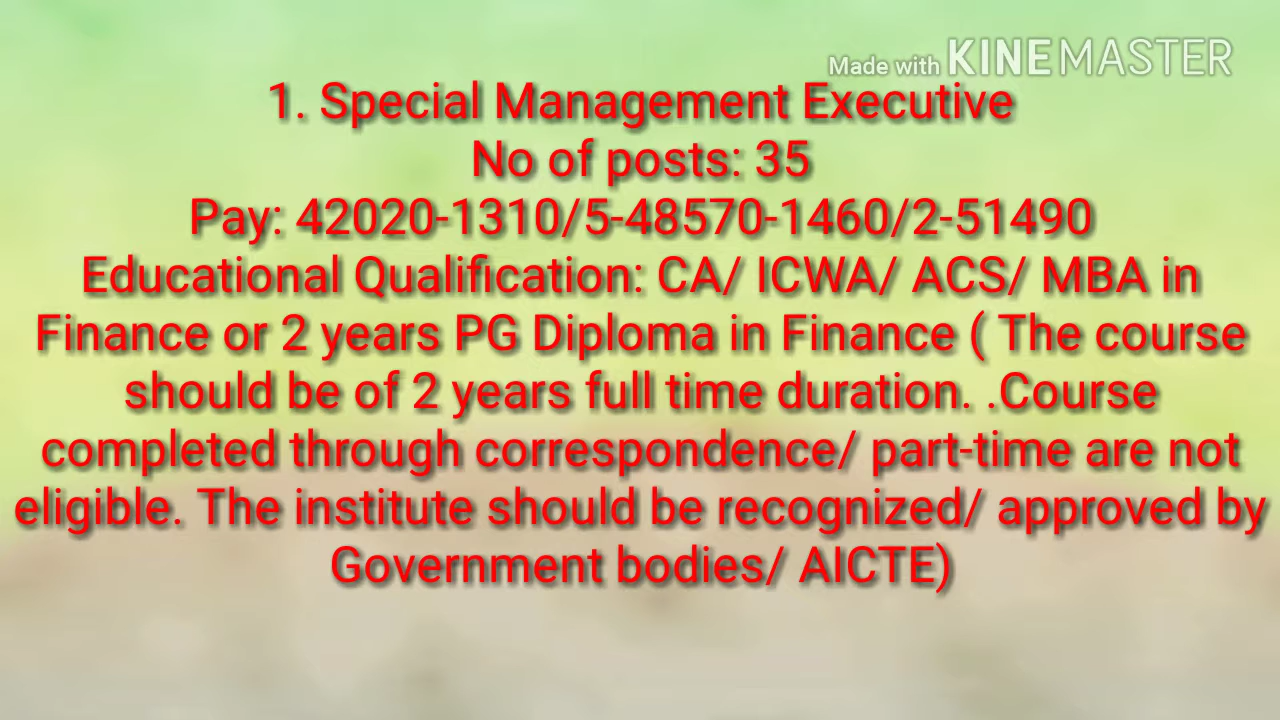 Made with KINEMASTER
1. Special Management Executive
No of posts: 35
Pay: 42020-1310/5-48570-1460/2-51490
Educational Qualification: CA/ ICWA/ ACS/ MBA in
Finance or 2 years PG Diploma in Finance ( The course
should be of 2 years full time duration. .Course
completed through correspondence/ part-time are not
eligible. The institute should be recognized/ approved by
Government bodies/ AICTE)